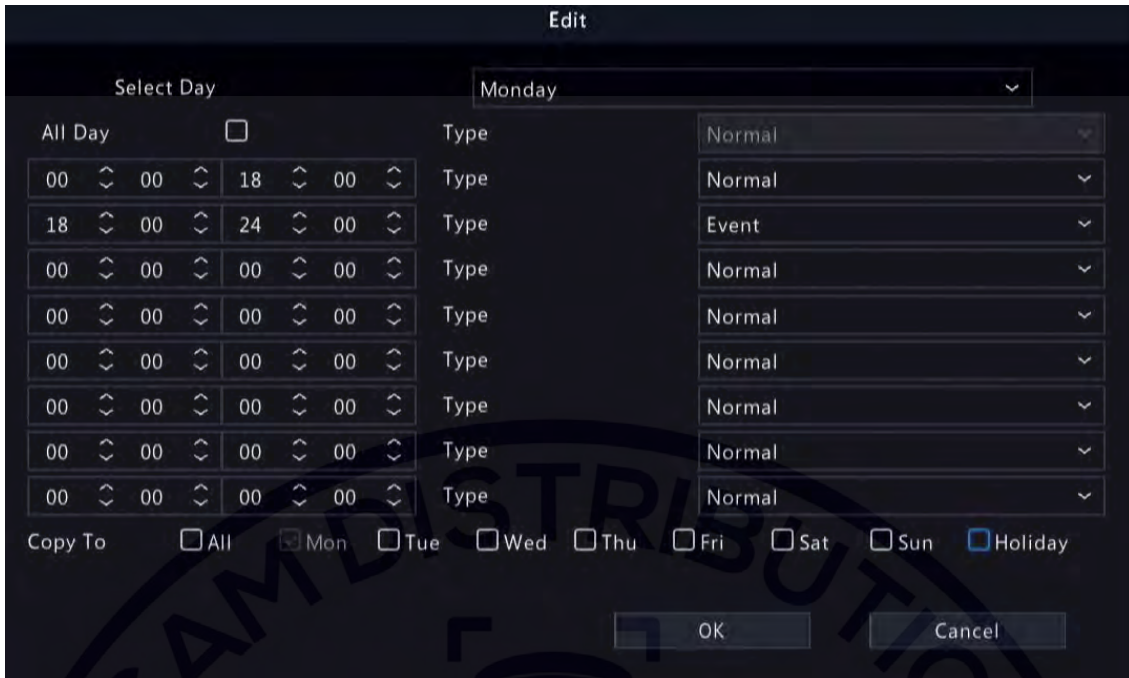 Edit
Select Day Monday
All Day Type Normal
00 00 18 00 Type Normal
18 00 24 00 Type Event
00 00 00 00 Type Normal
00 00 00 00 Type Normal
00 00 00 00 Type Normal
00 00 00 00 Type Normal
00 00 00 00 Type Normal
00 00 00 00 Type Normal
Copy To All Mon Tue Wed Thu Fri Sat Sun Holiday
OK Cancel